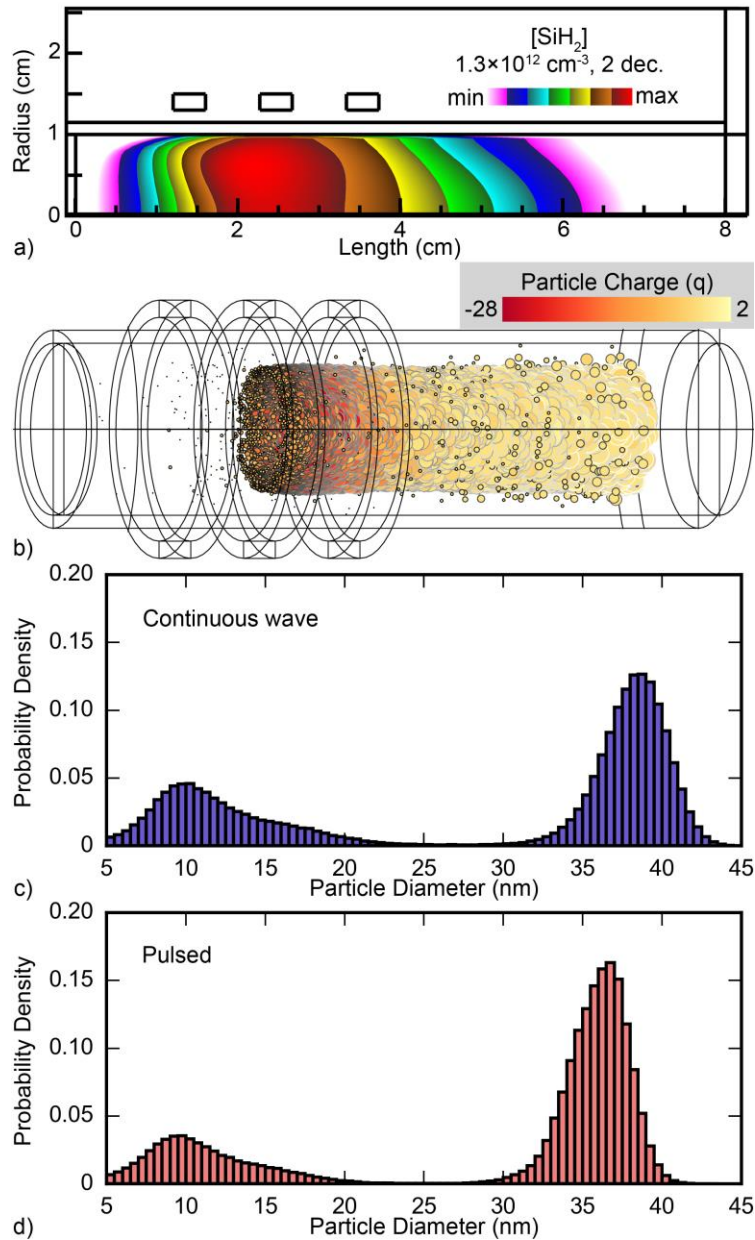 [SiH2]
1.3×10^12 cm^-3, 2 dec.
min max
Radius (cm)
2
1
0
0 2 4 6 8
Length (cm)
a)
Particle Charge (q)
-28 2
b)
0.20
0.15
0.10
0.05
0
Probability Density
Continuous wave
5 10 15 20 25 30 35 40 45
Particle Diameter (nm)
c)
0.20
0.15
0.10
0.05
0
Probability Density
Pulsed
5 10 15 20 25 30 35 40 45
Particle Diameter (nm)
d)